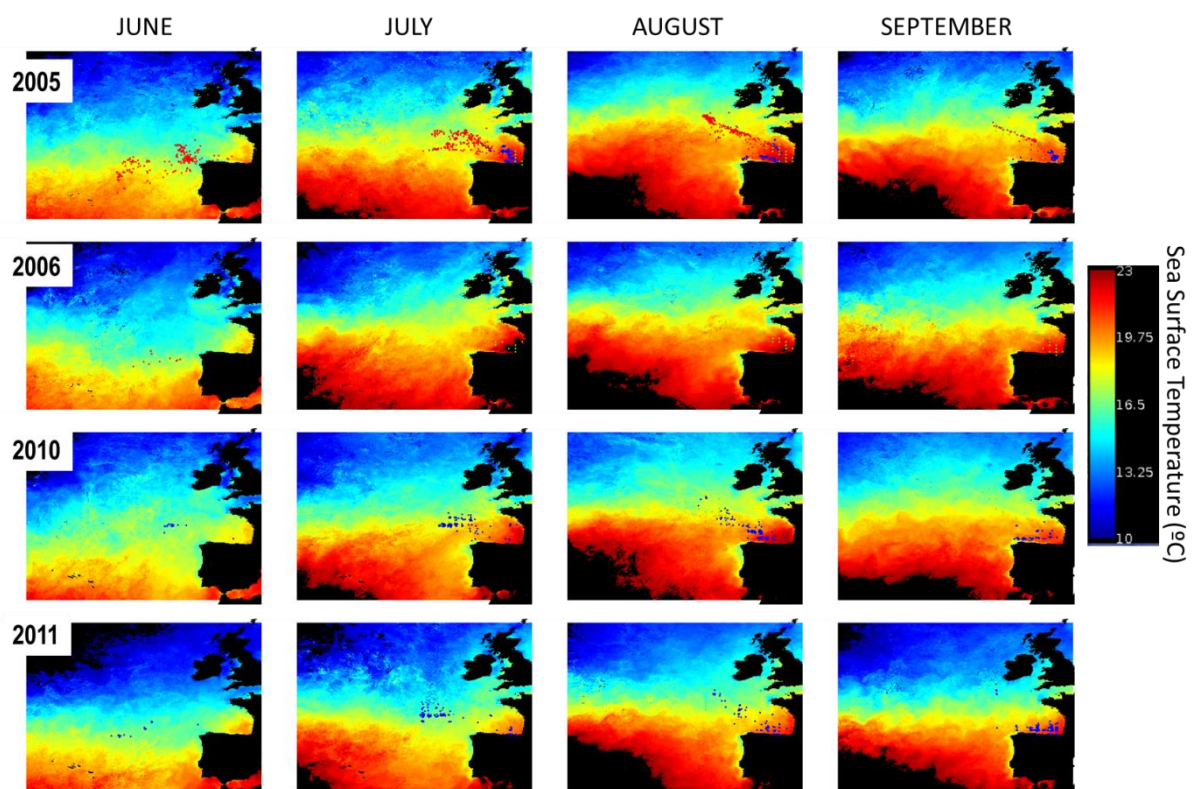 JUNE
JULY
AUGUST
SEPTEMBER
2005
2006
2010
2011
23
19.75
16.5
13.25
10
Sea Surface Temperature (ºC)